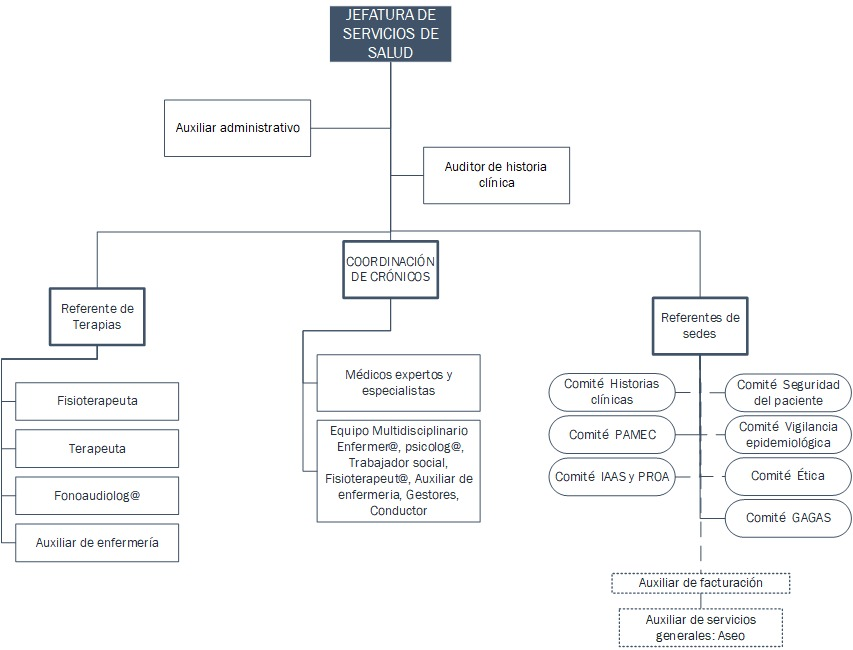 JEFATURA DE
SERVICIOS DE
SALUD
Auxiliar administrativo
Auditor de historia
clínica
COORDINACIÓN
DE CRÓNICOS
Referente de
Terapias
Referentes de
sedes
Fisioterapeuta
Terapeuta
Fonoaudiolog@
Auxiliar de enfermería
Médicos expertos y
especialistas
Equipo Multidisciplinario
Enfermer@, psicolog@,
Trabajador social,
Fisioterapeut@, Auxiliar de
enfermeria, Gestores,
Conductor
Comité Historias
clínicas
Comité Seguridad
del paciente
Comité PAMEC
Comité Vigilancia
epidemiológica
Comité IAAS y PROA
Comité Ética
Comité GAGAS
Auxiliar de facturación
Auxiliar de servicios
generales: Aseo